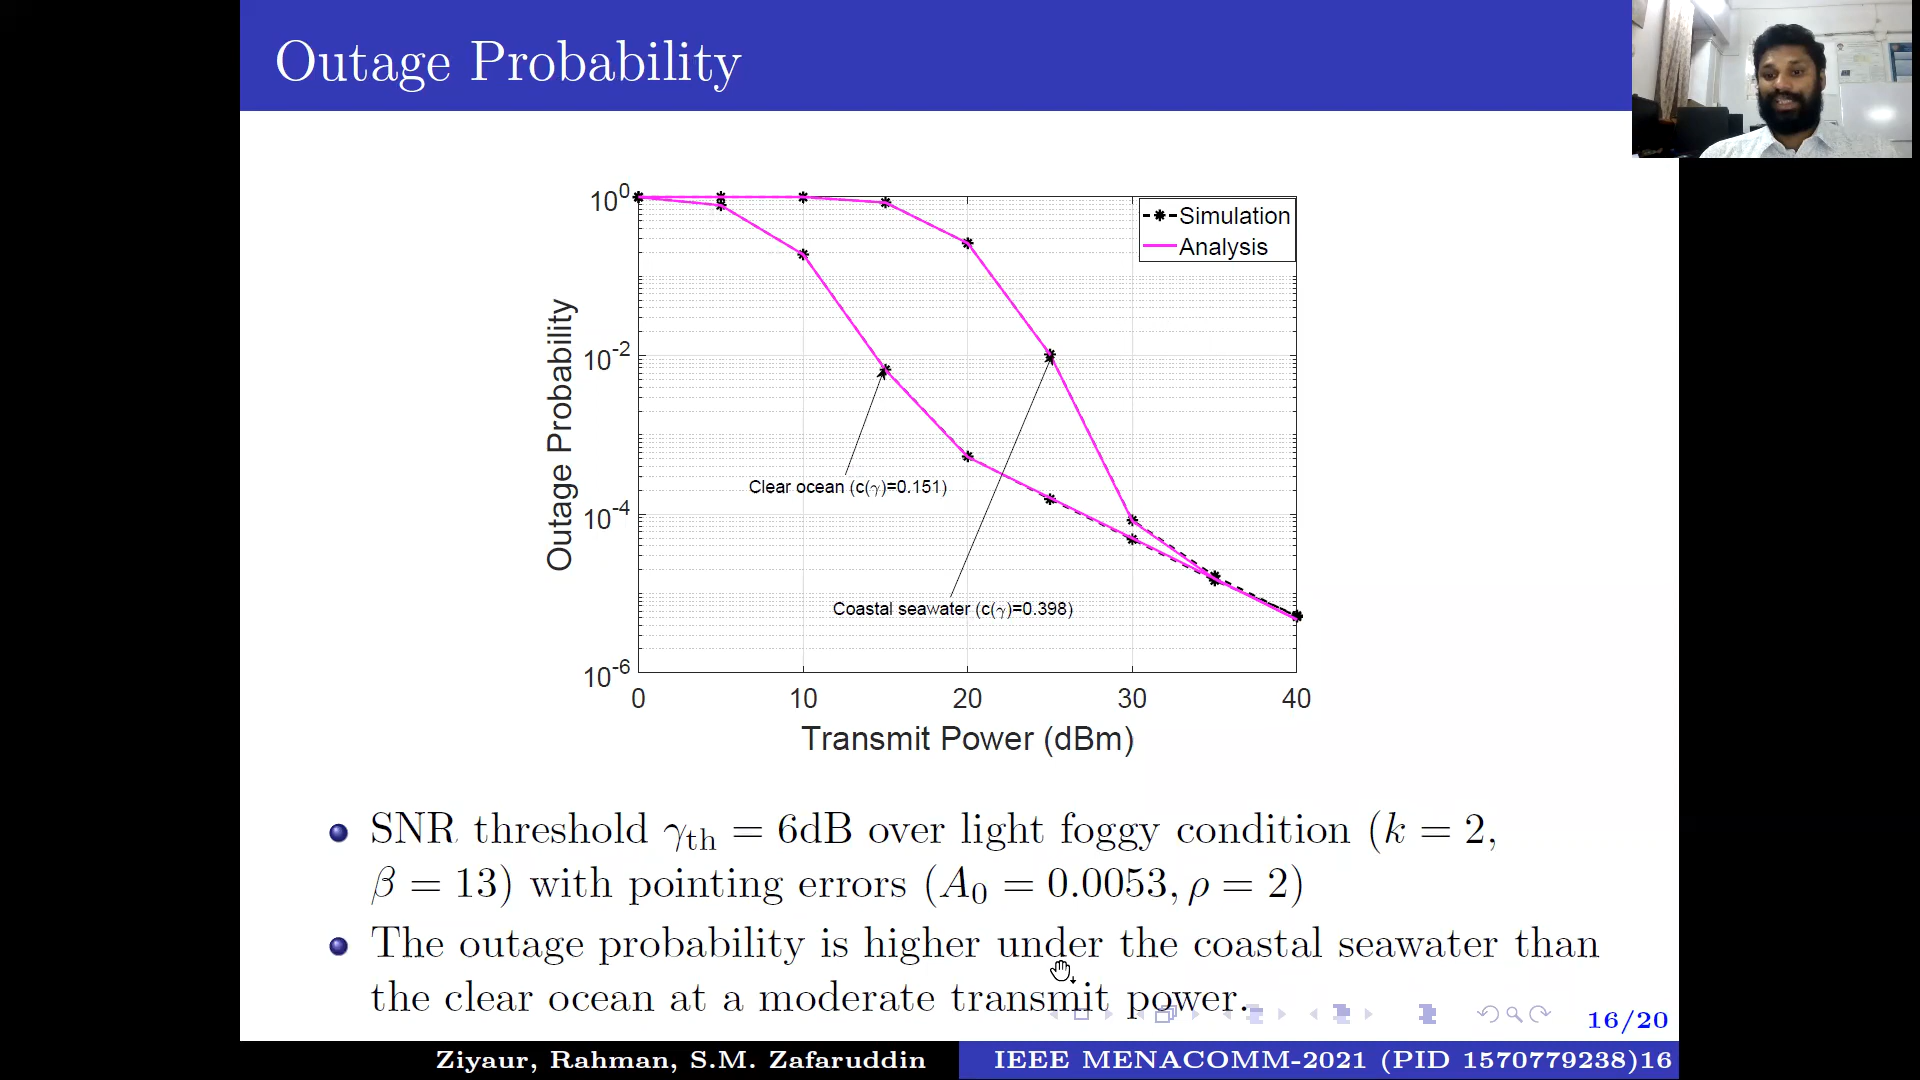 Outage Probability
10^0
10^-2
10^-4
10^-6
Outage Probability
Simulation
Analysis
Clear ocean (c(γ)=0.151)
Coastal seawater (c(γ)=0.398)
0 10 20 30 40
Transmit Power (dBm)
SNR threshold γ_th = 6dB over light foggy condition (k = 2,
β = 13) with pointing errors (A_0 = 0.0053, ρ = 2)
The outage probability is higher under the coastal seawater than
the clear ocean at a moderate transmit power.
16/20
Ziyaur, Rahman, S.M. Zafaruddin IEEE MENACOMM-2021 (PID 1570779238)16